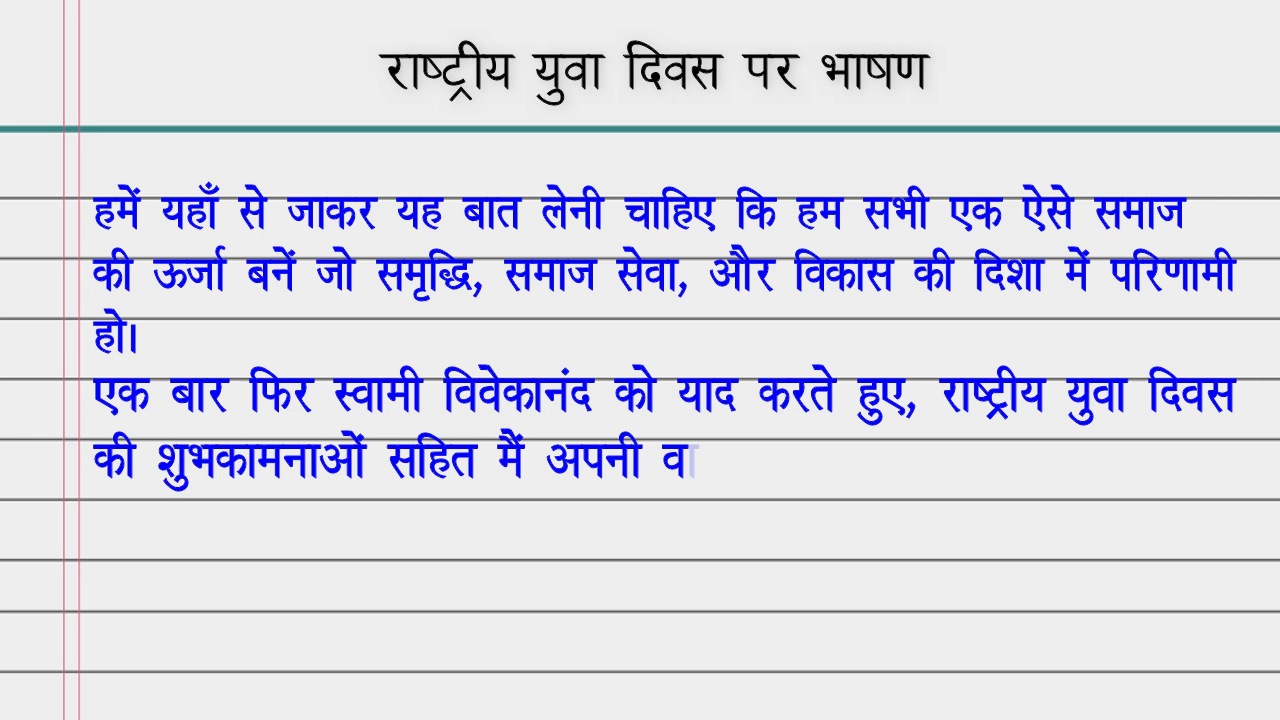 राष्ट्रीय युवा दिवस पर भाषण
हमें यहाँ से जाकर यह बात लेनी चाहिए कि हम सभी एक ऐसे समाज
की ऊर्जा बनें जो समृद्धि, समाज सेवा, और विकास की दिशा में परिणामी
हो।
एक बार फिर स्वामी विवेकानंद को याद करते हुए, राष्ट्रीय युवा दिवस
की शुभकामनाओं सहित मैं अपनी वा